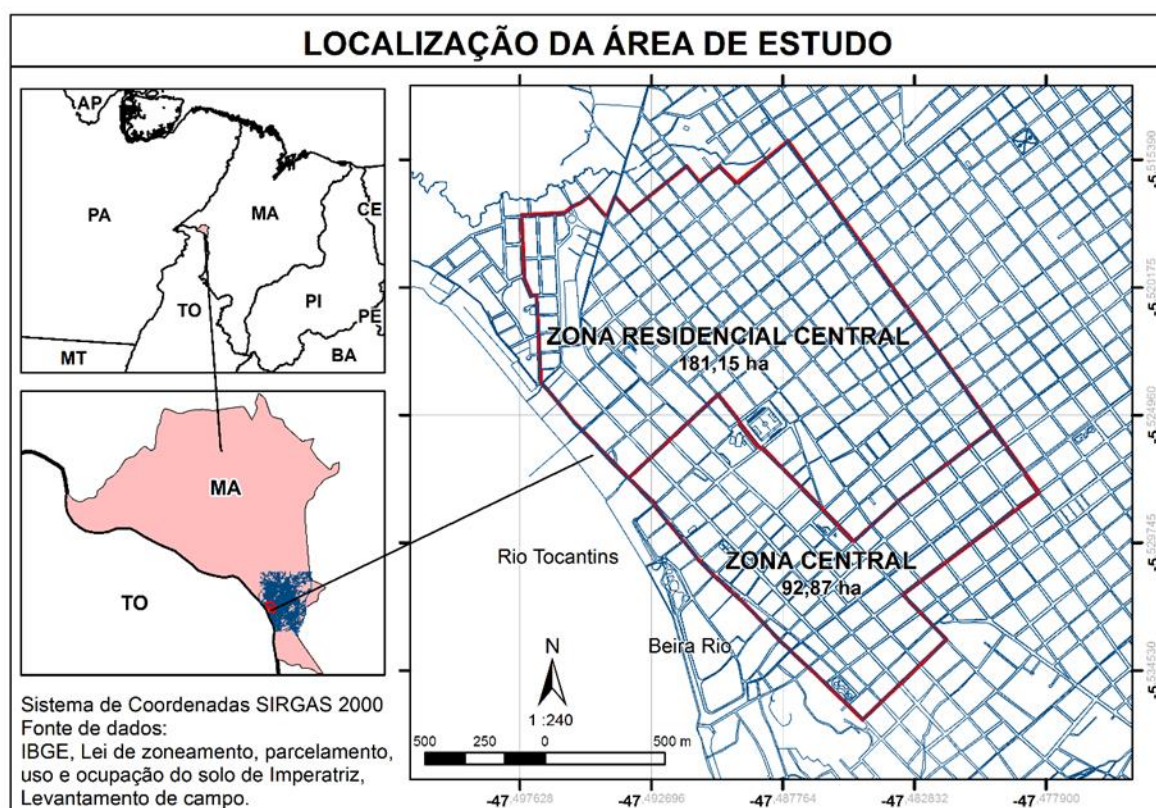 LOCALIZAÇÃO DA ÁREA DE ESTUDO
AP
PA
MA
CE
TO
PI
PE
MT
BA
MA
TO
Sistema de Coordenadas SIRGAS 2000
Fonte de dados:
IBGE, Lei de zoneamento, parcelamento,
uso e ocupação do solo de Imperatriz,
Levantamento de campo.
ZONA RESIDENCIAL CENTRAL
181,15 ha
ZONA CENTRAL
92,87 ha
Rio Tocantins
Beira Rio
N
1 :240
500 250 0 500 m
-5,515390
-5,520175
-5,524960
-5,529745
-5,534530
-47,497628 -47,492696 -47,487764 -47,482832 -47,477900